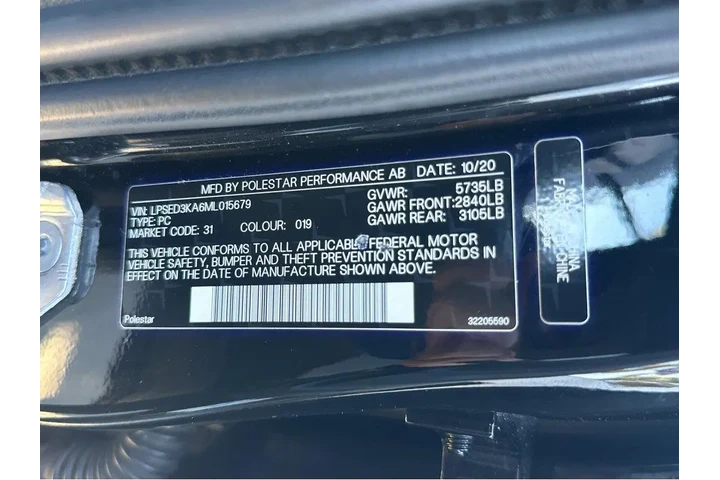 MFD BY POLESTAR PERFORMANCE AB DATE: 10/20
VIN: LPSED3KA6ML015679
TYPE: PC
MARKET CODE: 31 COLOUR: 019
GVWR: 5735LB
GAWR FRONT: 2840LB
GAWR REAR: 3105LB
THIS VEHICLE CONFORMS TO ALL APPLICABLE FEDERAL MOTOR
VEHICLE SAFETY, BUMPER AND THEFT PREVENTION STANDARDS IN
EFFECT ON THE DATE OF MANUFACTURE SHOWN ABOVE.
Polestar 32205590